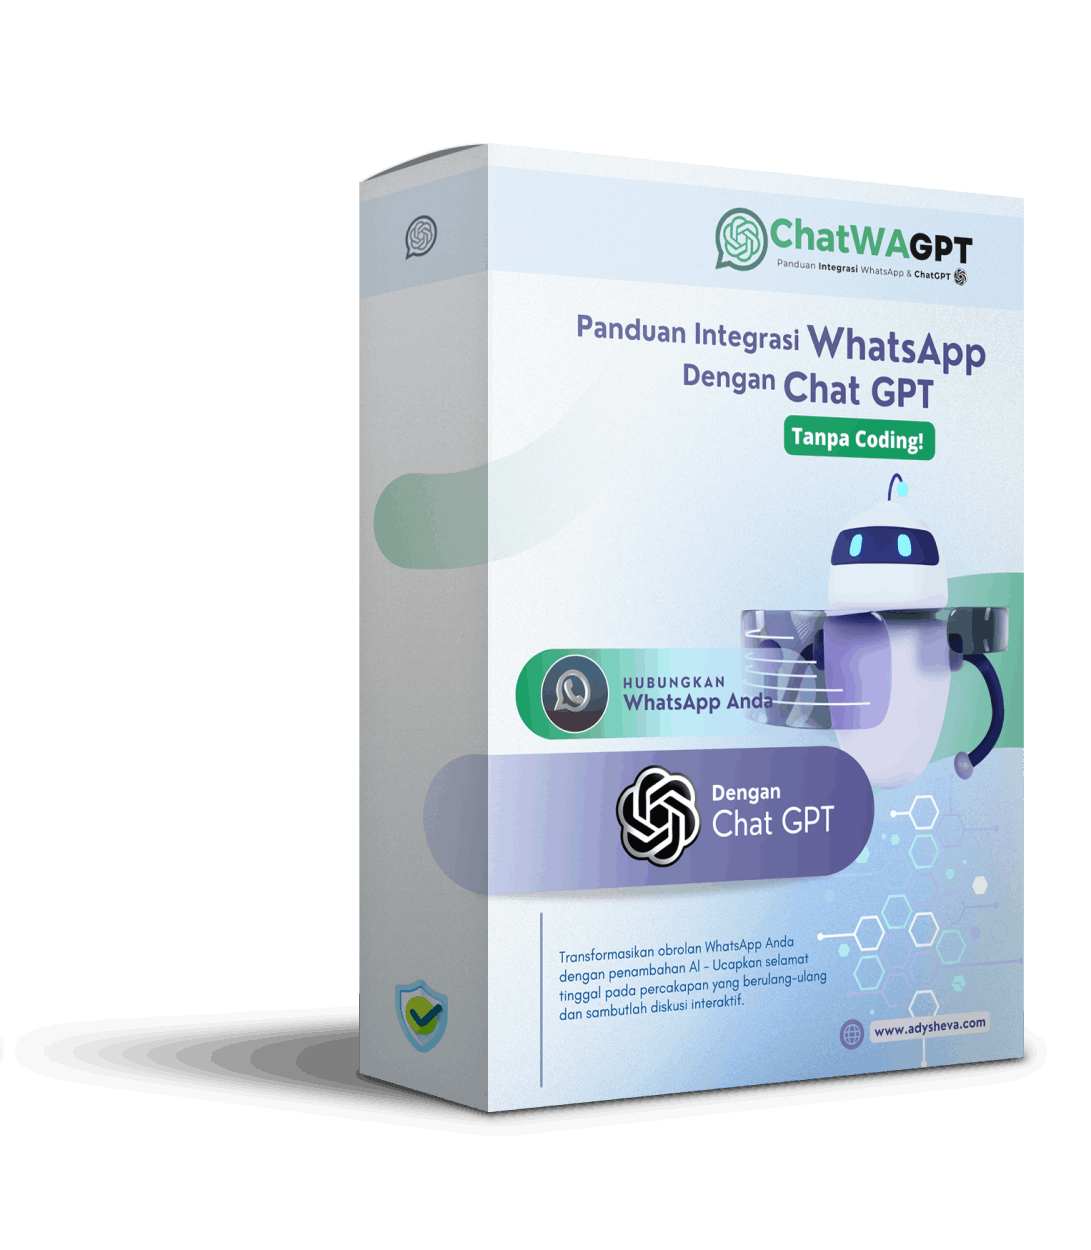 ChatWAGPT
Panduan Integrasi WhatsApp & ChatGPT
Panduan Integrasi WhatsApp
Dengan Chat GPT
Tanpa Coding!
HUBUNGKAN
WhatsApp Anda
Dengan
Chat GPT
Transformasikan obrolan WhatsApp Anda
dengan penambahan AI - Ucapkan selamat
tinggal pada percakapan yang berulang-ulang
dan sambutlah diskusi interaktif.
www.adysheva.com